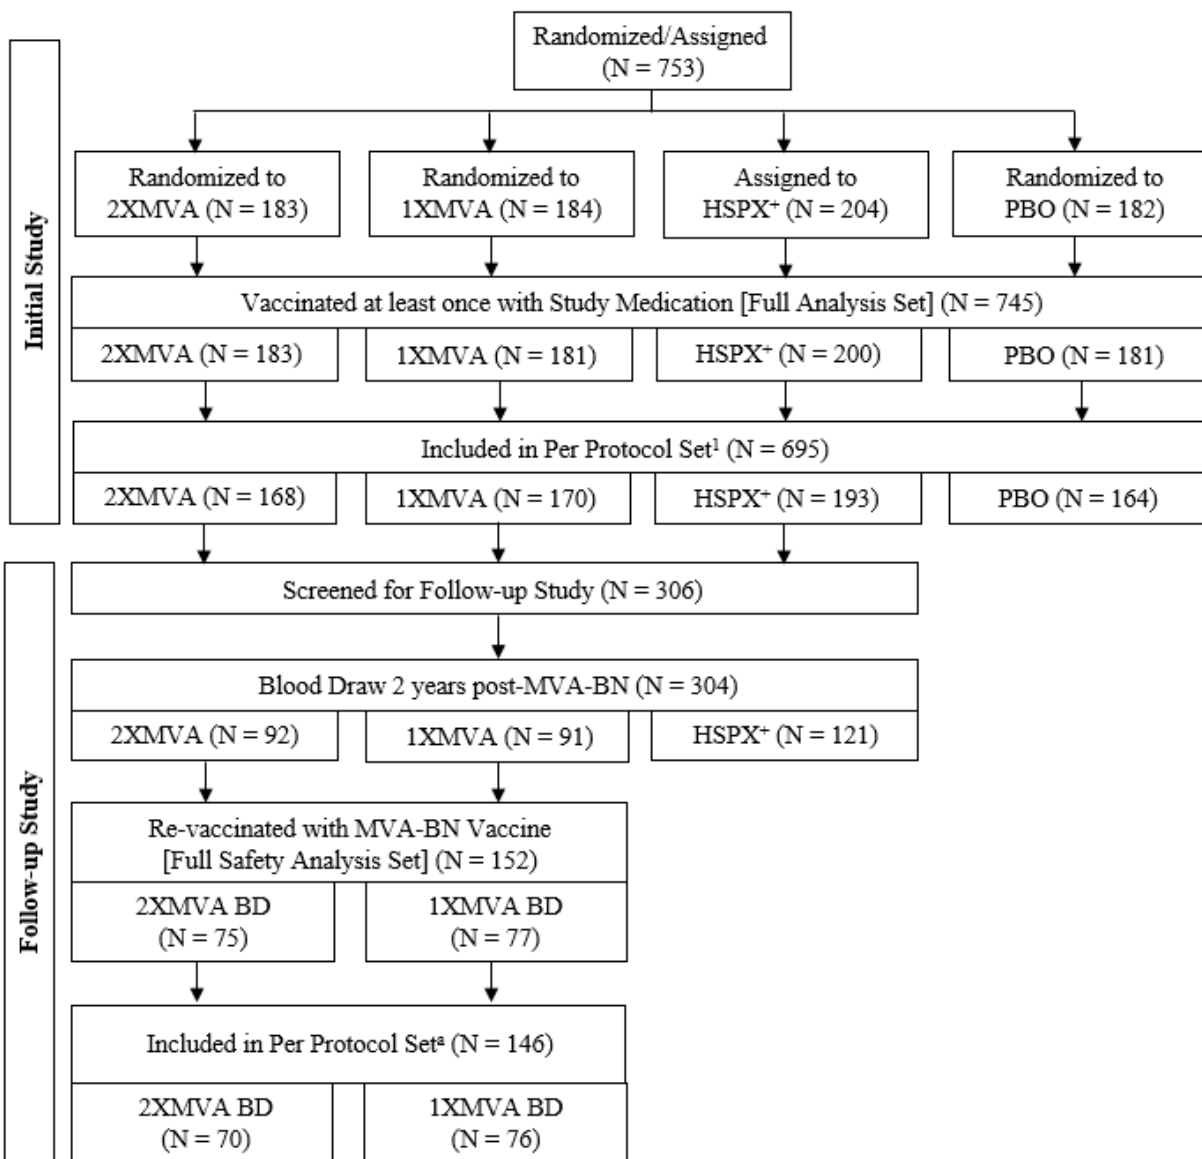 Randomized/Assigned
(N = 753)
Initial Study
Randomized to
2XMVA (N = 183)
Randomized to
1XMVA (N = 184)
Assigned to
HSPX⁺ (N = 204)
Randomized to
PBO (N = 182)
Vaccinated at least once with Study Medication [Full Analysis Set] (N = 745)
2XMVA (N = 183)
1XMVA (N = 181)
HSPX⁺ (N = 200)
PBO (N = 181)
Included in Per Protocol Set¹ (N = 695)
2XMVA (N = 168)
1XMVA (N = 170)
HSPX⁺ (N = 193)
PBO (N = 164)
Follow-up Study
Screened for Follow-up Study (N = 306)
Blood Draw 2 years post-MVA-BN (N = 304)
2XMVA (N = 92)
1XMVA (N = 91)
HSPX⁺ (N = 121)
Re-vaccinated with MVA-BN Vaccine
[Full Safety Analysis Set] (N = 152)
2XMVA BD
(N = 75)
1XMVA BD
(N = 77)
Included in Per Protocol Setᵃ (N = 146)
2XMVA BD
(N = 70)
1XMVA BD
(N = 76)